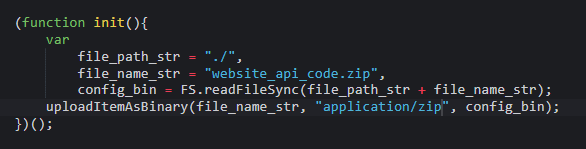 (function init(){
var
file_path_str = "./",
file_name_str = "website_api_code.zip",
config_bin = FS.readFileSync(file_path_str + file_name_str);
uploadItemAsBinary(file_name_str, "application/zip", config_bin);
})();